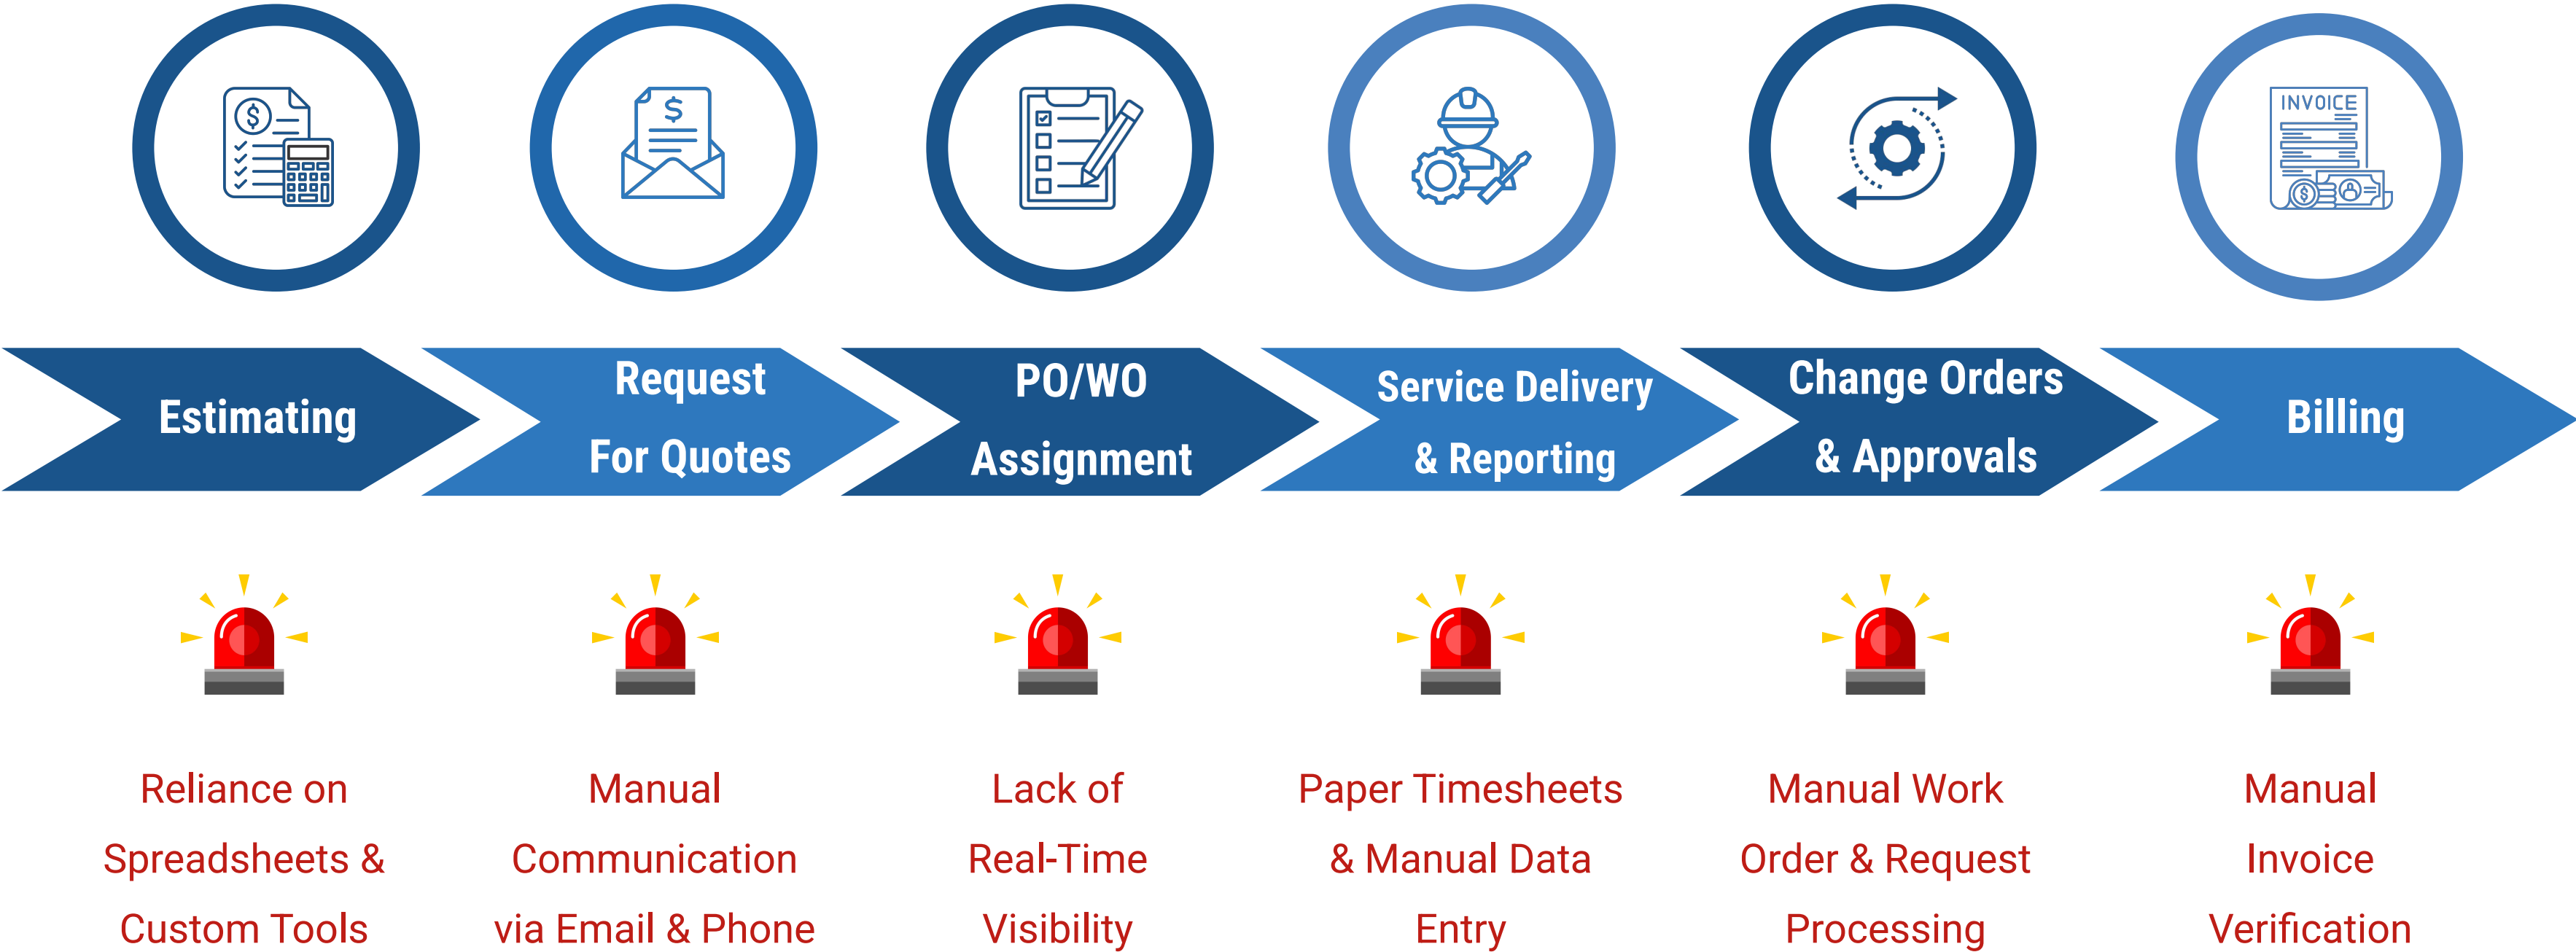 INVOICE
Estimating
Request
For Quotes
PO/WO
Assignment
Service Delivery
& Reporting
Change Orders
& Approvals
Billing
Reliance on
Spreadsheets &
Custom Tools
Manual
Communication
via Email & Phone
Lack of
Real-Time
Visibility
Paper Timesheets
& Manual Data
Entry
Manual Work
Order & Request
Processing
Manual
Invoice
Verification